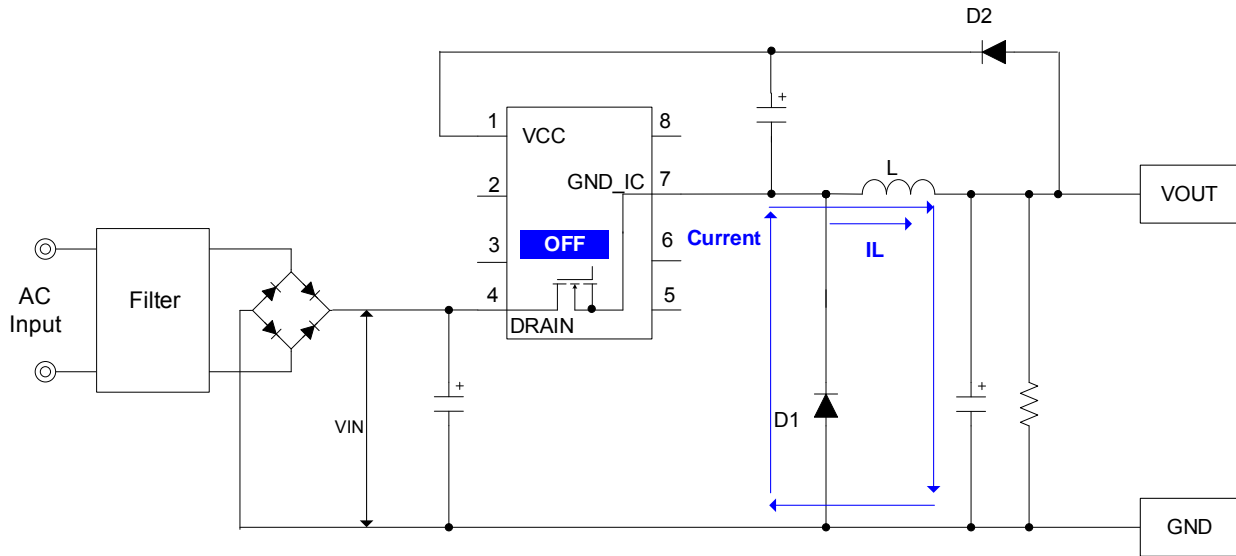 D2
1
VCC
8
2
GND_IC
7
L
VOUT
OFF
Current
IL
3
6
AC
Input
Filter
4
DRAIN
5
+
+
+
VIN
D1
GND